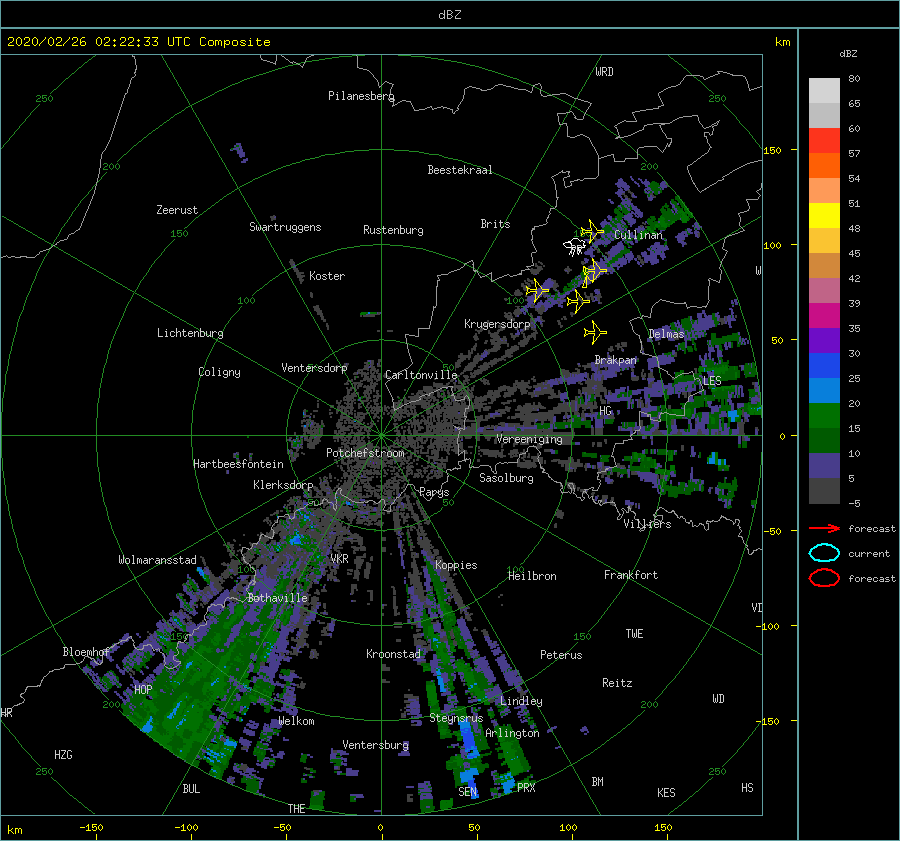 dBZ
2020/02/26 02:22:33 UTC Composite
km
dBZ
WRD
80
250
Pilanesberg
250
65
60
150
57
200
Beestekraal
200
54
Zeerust
51
150
Swartruggens
Rustenburg
Brits
Cullinan
48
100
45
Koster
W
42
100
100
39
Krugersdorp
Lichtenburg
Delmas
50
35
Brakpan
30
Coligny
Ventersdorp
Carltonville
LES
25
HG
20
Vereeniging
0
15
Potchefstroom
10
Hartbeesfontein
Sasolburg
5
Klerksdorp
Parys
50
50
-5
Villiers
forecast
-50
Wolmaransstad
VKR
current
100
Koppies
100
Heilbron
Frankfort
forecast
Bothaville
VD
-100
150
150
TWE
Bloemhof
Kroonstad
Peterus
HOP
Reitz
200
Lindley
200
WD
HR
Welkom
Steynsrus
-150
Arlington
HZG
Ventersburg
250
250
BUL
BM
HS
SEN
PRX
KES
THE
km
-150
-100
-50
0
50
100
150